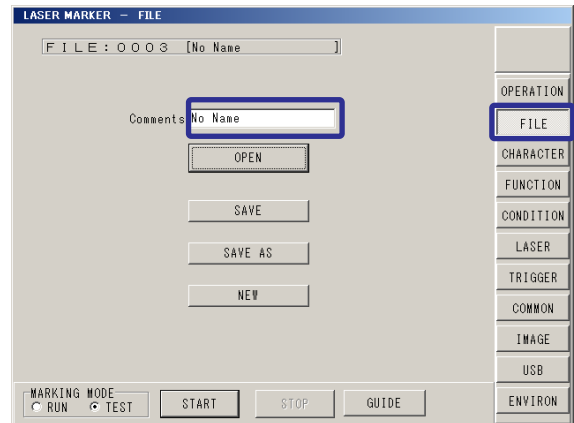 LASER MARKER — FILE
FILE:0003 [No Name ]
OPERATION
Comments No Name
FILE
OPEN
CHARACTER
FUNCTION
SAVE
CONDITION
LASER
SAVE AS
TRIGGER
NEW
COMMON
IMAGE
USB
MARKING MODE
RUN TEST START STOP GUIDE ENVIRON